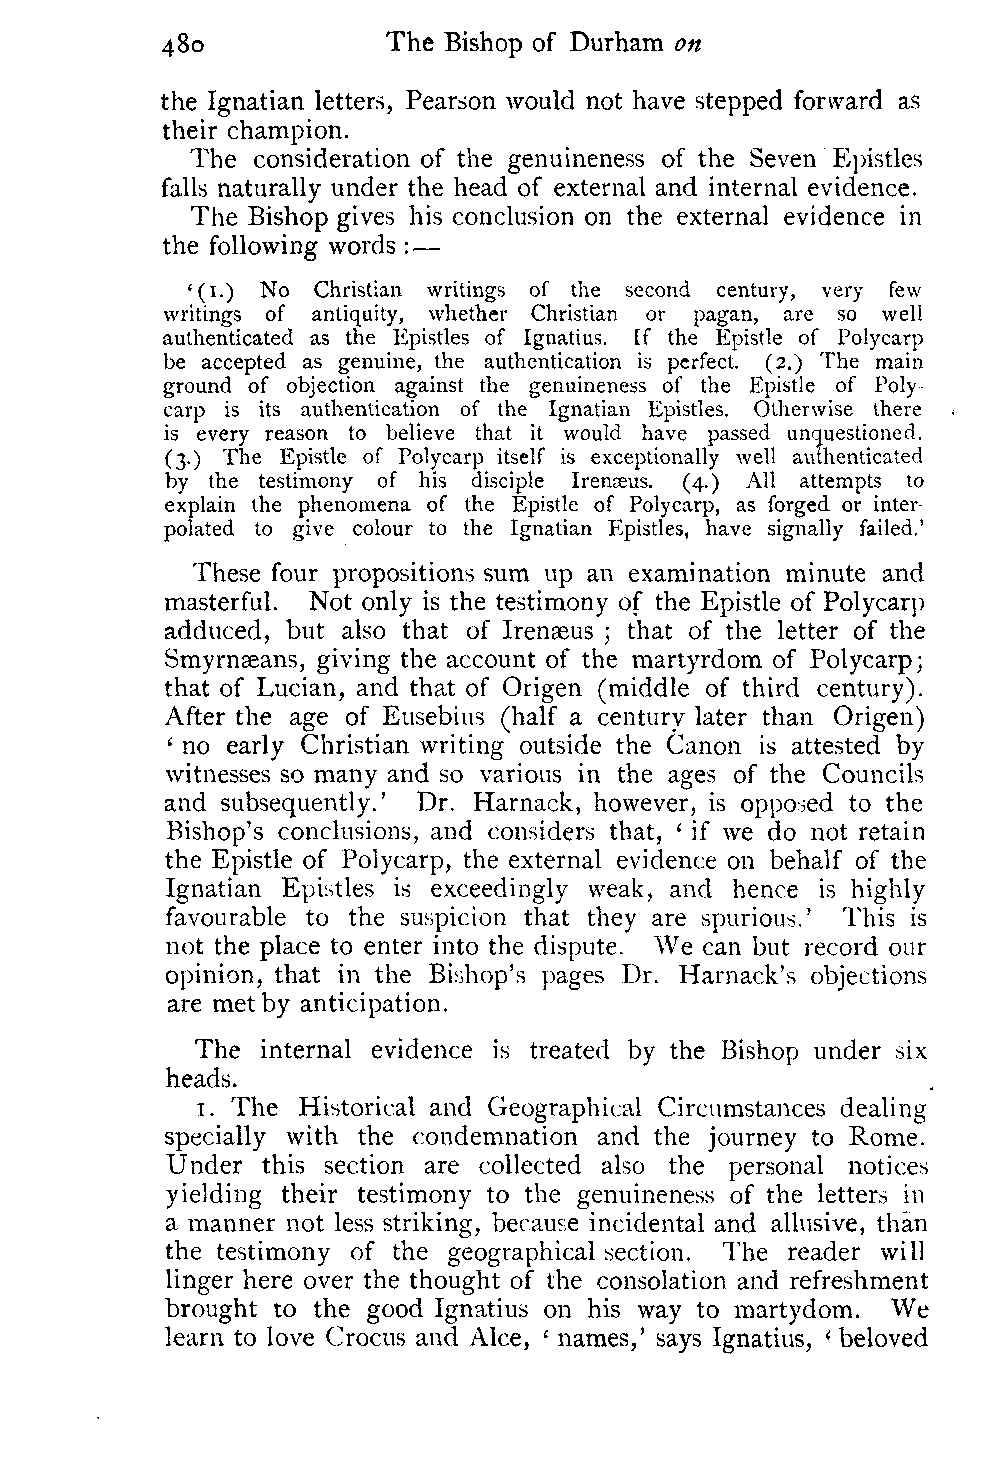 480 The Bishop of Durham on
the Ignatian letters, Pearson would not have stepped forward as
their champion.
The consideration of the genuineness of the Seven Epistles
falls naturally under the head of external and internal evidence.
The Bishop gives his conclusion on the external evidence in
the following words :—
‘(1.) No Christian writings of the second century, very few
writings of antiquity, whether Christian or pagan, are so well
authenticated as the Epistles of Ignatius. If the Epistle of Polycarp
be accepted as genuine, the authentication is perfect. (2.) The main
ground of objection against the genuineness of the Epistle of Poly-
carp is its authentication of the Ignatian Epistles. Otherwise there
is every reason to believe that it would have passed unquestioned.
(3.) The Epistle of Polycarp itself is exceptionally well authenticated
by the testimony of his disciple Irenæus. (4.) All attempts to
explain the phenomena of the Epistle of Polycarp, as forged or inter-
polated to give colour to the Ignatian Epistles, have signally failed.’
These four propositions sum up an examination minute and
masterful. Not only is the testimony of the Epistle of Polycarp
adduced, but also that of Irenæus ; that of the letter of the
Smyrnæans, giving the account of the martyrdom of Polycarp;
that of Lucian, and that of Origen (middle of third century).
After the age of Eusebius (half a century later than Origen)
‘ no early Christian writing outside the Canon is attested by
witnesses so many and so various in the ages of the Councils
and subsequently.’ Dr. Harnack, however, is opposed to the
Bishop’s conclusions, and considers that, ‘ if we do not retain
the Epistle of Polycarp, the external evidence on behalf of the
Ignatian Epistles is exceedingly weak, and hence is highly
favourable to the suspicion that they are spurious.’ This is
not the place to enter into the dispute. We can but record our
opinion, that in the Bishop’s pages Dr. Harnack’s objections
are met by anticipation.
The internal evidence is treated by the Bishop under six
heads.
1. The Historical and Geographical Circumstances dealing
specially with the condemnation and the journey to Rome.
Under this section are collected also the personal notices
yielding their testimony to the genuineness of the letters in
a manner not less striking, because incidental and allusive, than
the testimony of the geographical section. The reader will
linger here over the thought of the consolation and refreshment
brought to the good Ignatius on his way to martydom. We
learn to love Crocus and Alce, ‘ names,’ says Ignatius, ‘ beloved